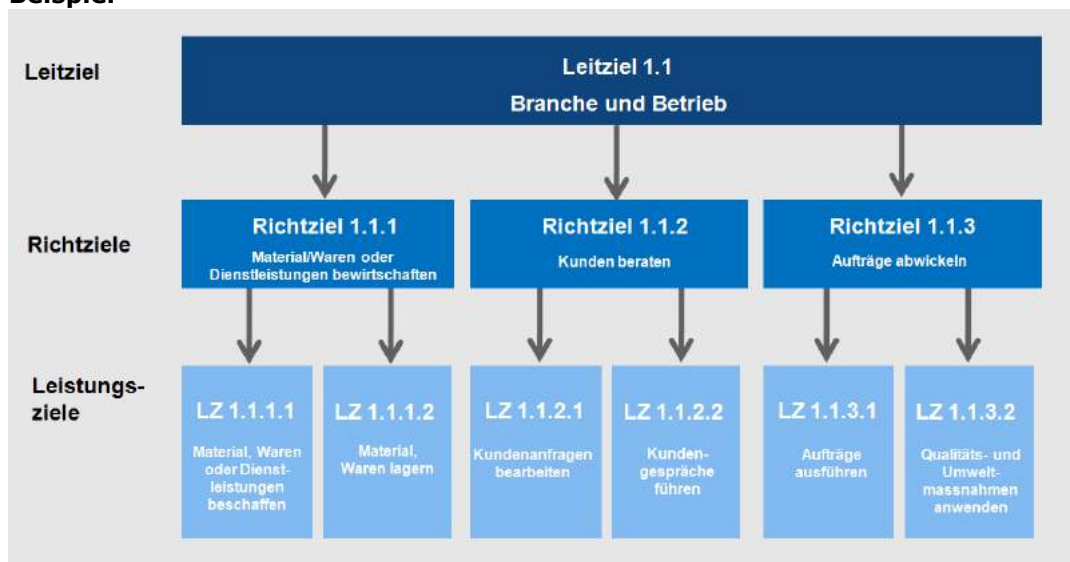 Beispiel
Leitziel
Leitziel 1.1
Branche und Betrieb
Richtziele
Richtziel 1.1.1
Material/Waren oder
Dienstleistungen bewirtschaften
Richtziel 1.1.2
Kunden beraten
Richtziel 1.1.3
Aufträge abwickeln
Leistungs-
ziele
LZ 1.1.1.1
Material, Waren
oder Dienst-
leistungen
beschaffen
LZ 1.1.1.2
Material,
Waren lagern
LZ 1.1.2.1
Kundenanfragen
bearbeiten
LZ 1.1.2.2
Kunden-
gespräche
führen
LZ 1.1.3.1
Aufträge
ausführen
LZ 1.1.3.2
Qualitäts- und
Umwelt-
massnahmen
anwenden